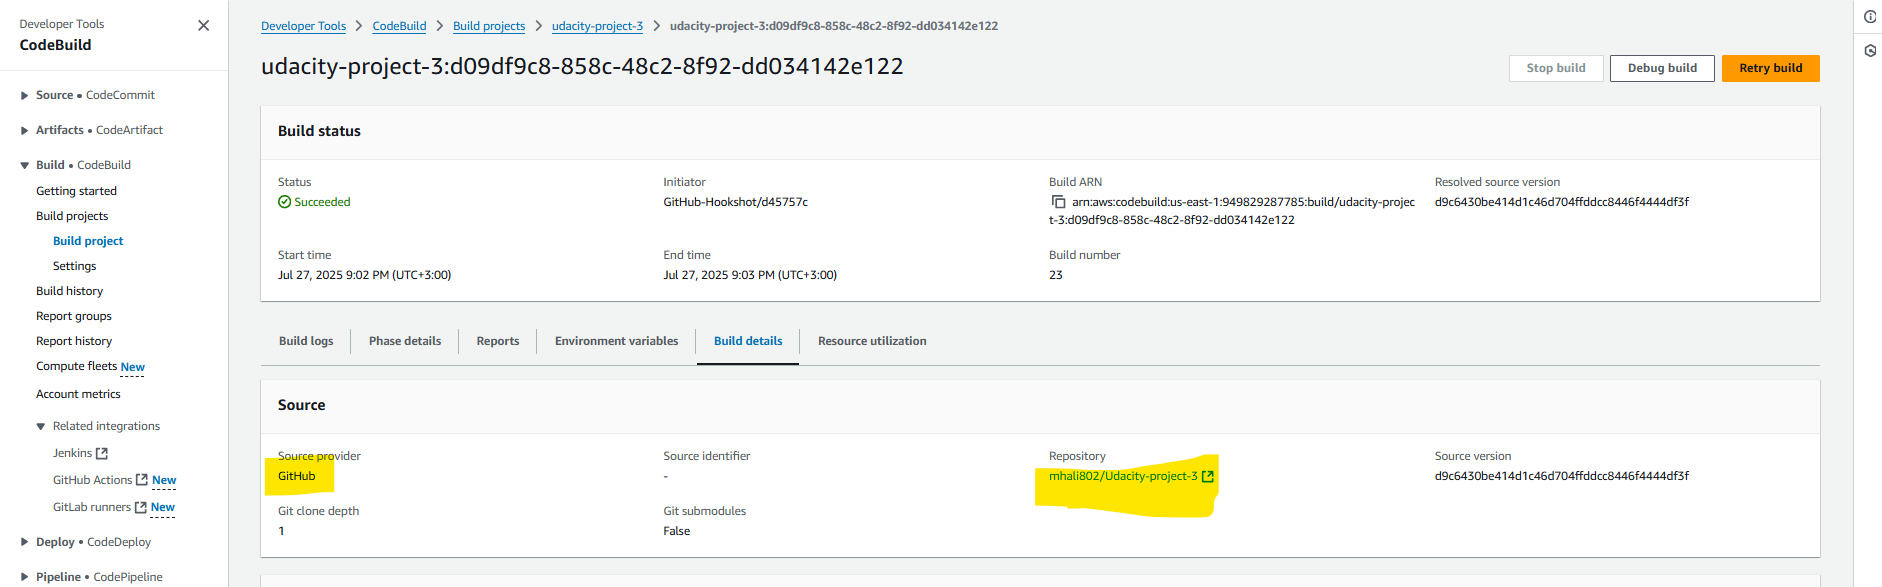 Developer Tools
CodeBuild
Source • CodeCommit
Artifacts • CodeArtifact
Build • CodeBuild
Getting started
Build projects
Build project
Settings
Build history
Report groups
Report history
Compute fleets New
Account metrics
Related integrations
Jenkins
GitHub Actions New
GitLab runners New
Deploy • CodeDeploy
Pipeline • CodePipeline
Developer Tools > CodeBuild > Build projects > udacity-project-3 > udacity-project-3:d09df9c8-858c-48c2-8f92-dd034142e122
udacity-project-3:d09df9c8-858c-48c2-8f92-dd034142e122
Stop build Debug build Retry build
Build status
Status
Succeeded
Initiator
GitHub-Hookshot/d45757c
Build ARN
arn:aws:codebuild:us-east-1:949829287785:build/udacity-projec
t-3:d09df9c8-858c-48c2-8f92-dd034142e122
Resolved source version
d9c6430be414d1c46d704ffddcc8446f4444df3f
Start time
Jul 27, 2025 9:02 PM (UTC+3:00)
End time
Jul 27, 2025 9:03 PM (UTC+3:00)
Build number
23
Build logs Phase details Reports Environment variables Build details Resource utilization
Source
Source provider
GitHub
Source identifier
-
Repository
mhali802/Udacity-project-3
Source version
d9c6430be414d1c46d704ffddcc8446f4444df3f
Git clone depth
1
Git submodules
False